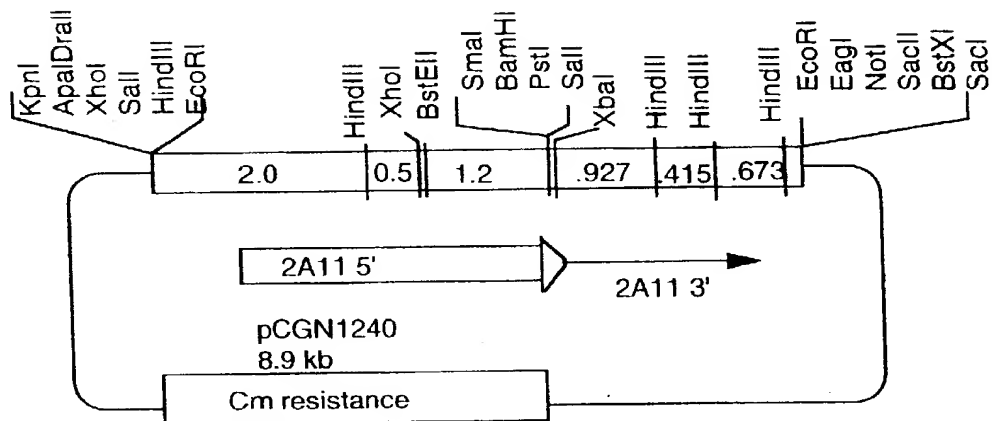 KpnI
ApaIDraII
XhoI
SalI
HindIII
EcoRI
HindIII
XhoI
BstEII
SmaI
BamHI
PstI
SalI
XbaI
HindIII
HindIII
HindIII
EcoRI
EagI
NotI
SacII
BstXI
SacI
2.0
0.5
1.2
.927
.415
.673
2A11 5'
2A11 3'
pCGN1240
8.9 kb
Cm resistance